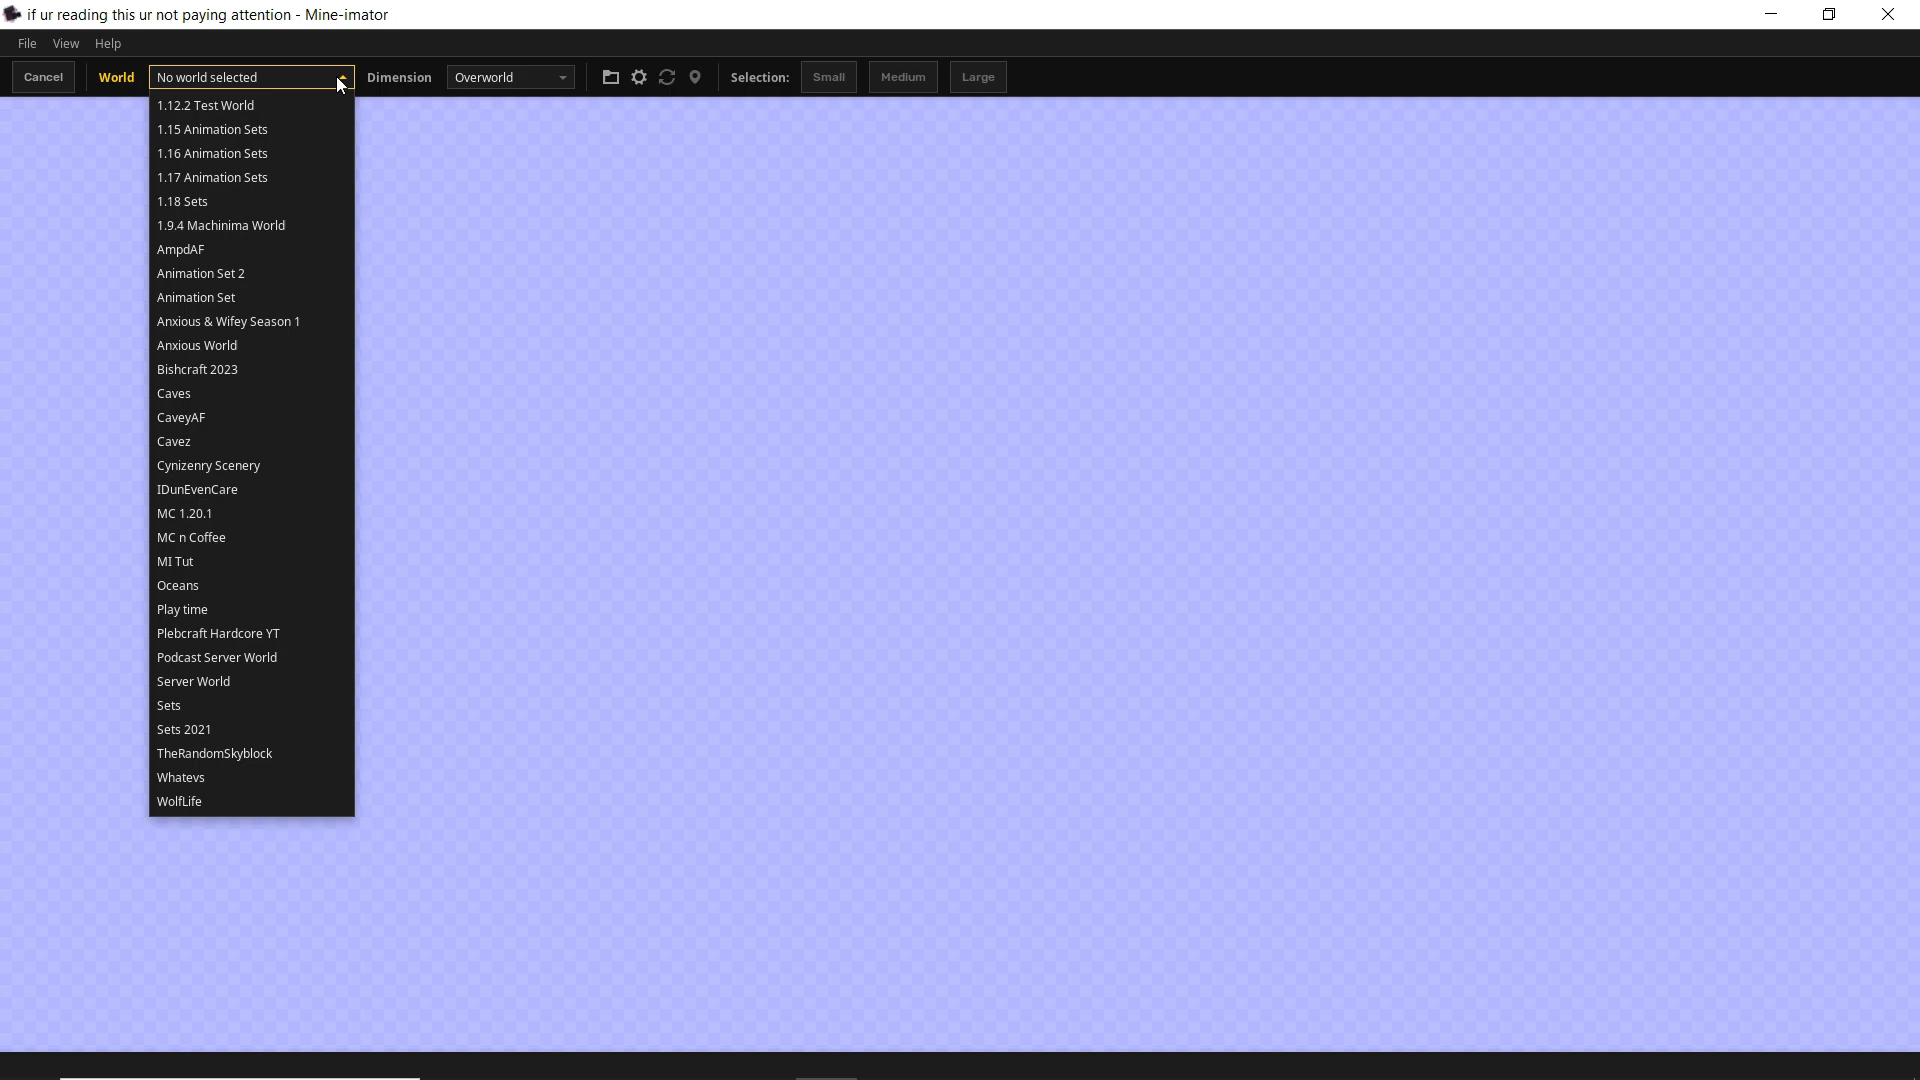 if ur reading this ur not paying attention - Mine-imator
File View Help
Cancel World No world selected Dimension Overworld Selection: Small Medium Large
1.12.2 Test World
1.15 Animation Sets
1.16 Animation Sets
1.17 Animation Sets
1.18 Sets
1.9.4 Machinima World
AmpdAF
Animation Set 2
Animation Set
Anxious & Wifey Season 1
Anxious World
Bishcraft 2023
Caves
CaveyAF
Cavez
Cynizenry Scenery
IDunEvenCare
MC 1.20.1
MC n Coffee
MI Tut
Oceans
Play time
Plebcraft Hardcore YT
Podcast Server World
Server World
Sets
Sets 2021
TheRandomSkyblock
Whatevs
WolfLife